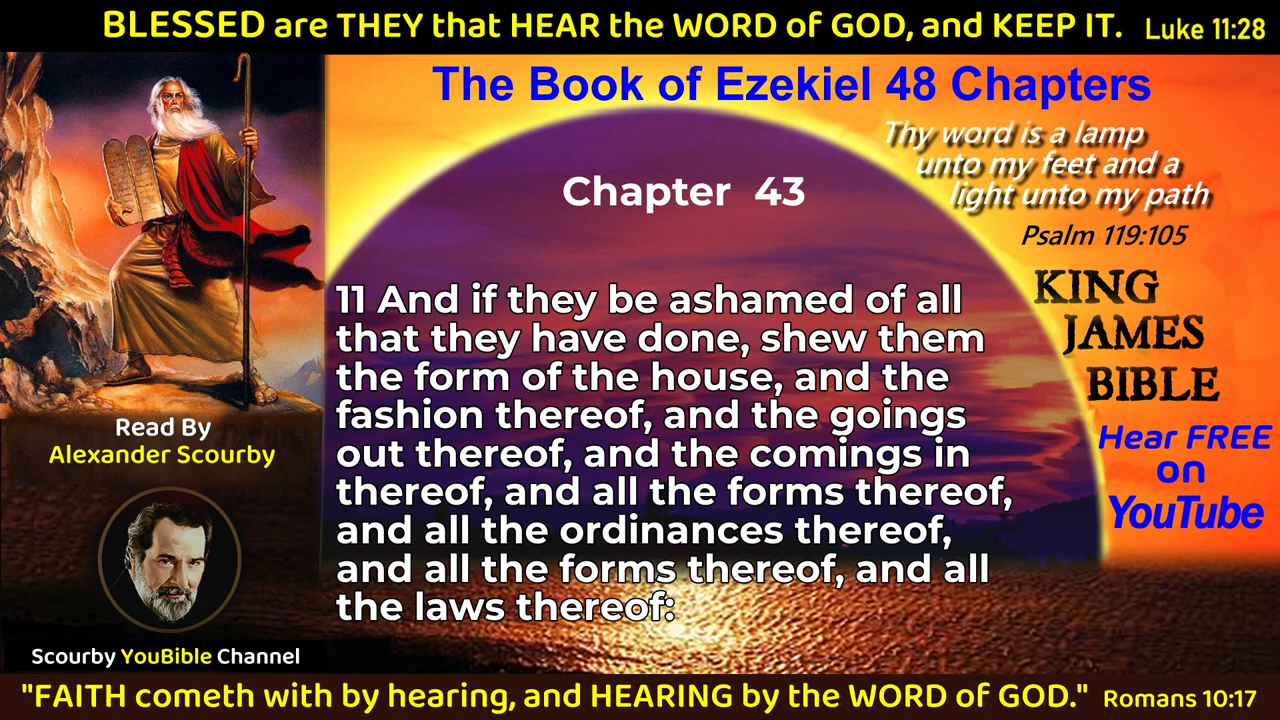 BLESSED are THEY that HEAR the WORD of GOD, and KEEP IT. Luke 11:28
The Book of Ezekiel 48 Chapters
Thy word is a lamp
unto my feet and a
light unto my path
Psalm 119:105
Chapter 43
KING
JAMES
BIBLE
11 And if they be ashamed of all
that they have done, shew them
the form of the house, and the
fashion thereof, and the goings
out thereof, and the comings in
thereof, and all the forms thereof,
and all the ordinances thereof,
and all the forms thereof, and all
the laws thereof:
Hear FREE
on
YouTube
Read By
Alexander Scourby
Scourby YouBible Channel
"FAITH cometh with by hearing, and HEARING by the WORD of GOD." Romans 10:17